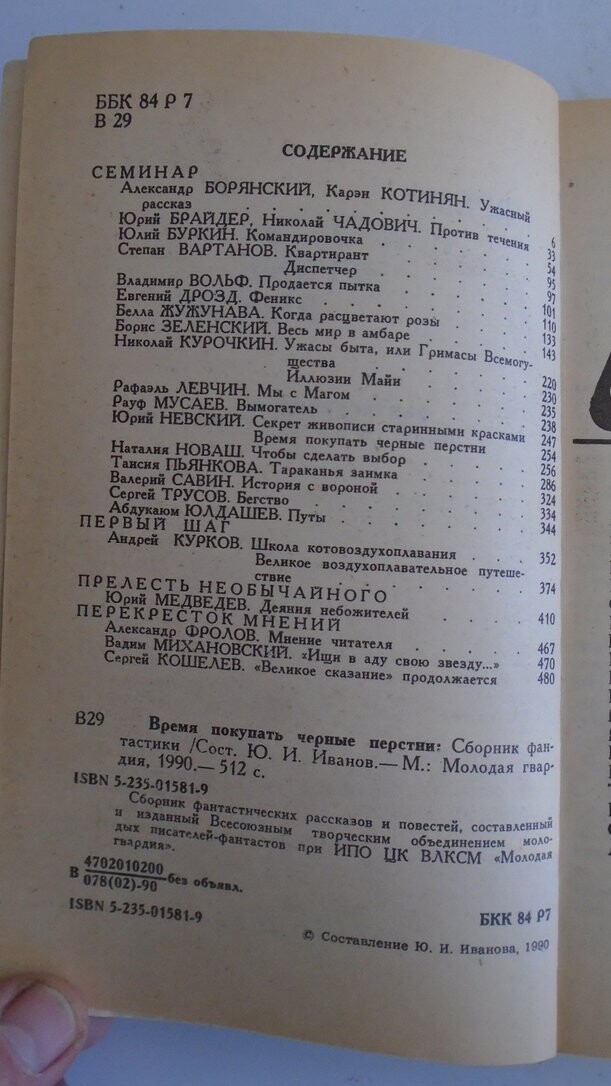 ББК 84 Р 7
В 29
СОДЕРЖАНИЕ
СЕМИНАР
Александр БОРЯНСКИЙ, Карэн КОТИНЯН. Ужасный
рассказ . . . . . . . . . . 6
Юрий БРАЙДЕР, Николай ЧАДОВИЧ. Против течения 33
Юлий БУРКИН. Командировочка . . . . . 54
Степан ВАРТАНОВ. Квартирант . . . . . 95
Диспетчер . . . . . 97
Владимир ВОЛЬФ. Продается пытка . . . . 101
Евгений ДРОЗД. Феникс . . . . . . 110
Белла ЖУЖУНАВА. Когда расцветают розы . . . 133
Борис ЗЕЛЕНСКИЙ. Весь мир в амбаре . . . . 143
Николай КУРОЧКИН. Ужасы быта, или Гримасы Всемогу-
щества . . . . . 220
Иллюзии Майи . . . . 230
Рафаэль ЛЕВЧИН. Мы с Магом . . . . . 235
Рауф МУСАЕВ. Вымогатель . . . . . 238
Юрий НЕВСКИЙ. Секрет живописи старинными красками 247
Время покупать черные перстни . . 254
Наталия НОВАШ. Чтобы сделать выбор . . . . 256
Таисия ПЬЯНКОВА. Тараканья заимка . . . . 286
Валерий САВИН. История с вороной . . . . 324
Сергей ТРУСОВ. Бегство . . . . . . 334
Абдукаюм ЮЛДАШЕВ. Путы . . . . . 344
ПЕРВЫЙ ШАГ
Андрей КУРКОВ. Школа котовоздухоплавания . . . 352
Великое воздухоплавательное путеше-
ствие . . . . . . 374
ПРЕЛЕСТЬ НЕОБЫЧАЙНОГО
Юрий МЕДВЕДЕВ. Деяния небожителей . . . . 410
ПЕРЕКРЕСТОК МНЕНИЙ
Александр ФРОЛОВ. Мнение читателя . . . . 467
Вадим МИХАНОВСКИЙ. «Ищи в аду свою звезду...» 470
Сергей КОШЕЛЕВ. «Великое сказание» продолжается 480
В29 Время покупать черные перстни: Сборник фан-
тастики /Сост. Ю. И. Иванов.— М.: Молодая гвар-
дия, 1990.— 512 с.
ISBN 5-235-01581-9
Сборник фантастических рассказов и повестей, составленный
и изданный Всесоюзным творческим объединением моло-
дых писателей-фантастов при ИПО ЦК ВЛКСМ «Молодая
гвардия».
В 4702010200
078(02)-90 без объявл.
ISBN 5-235-01581-9
БКК 84 Р7
© Составление Ю. И. Иванова, 1990